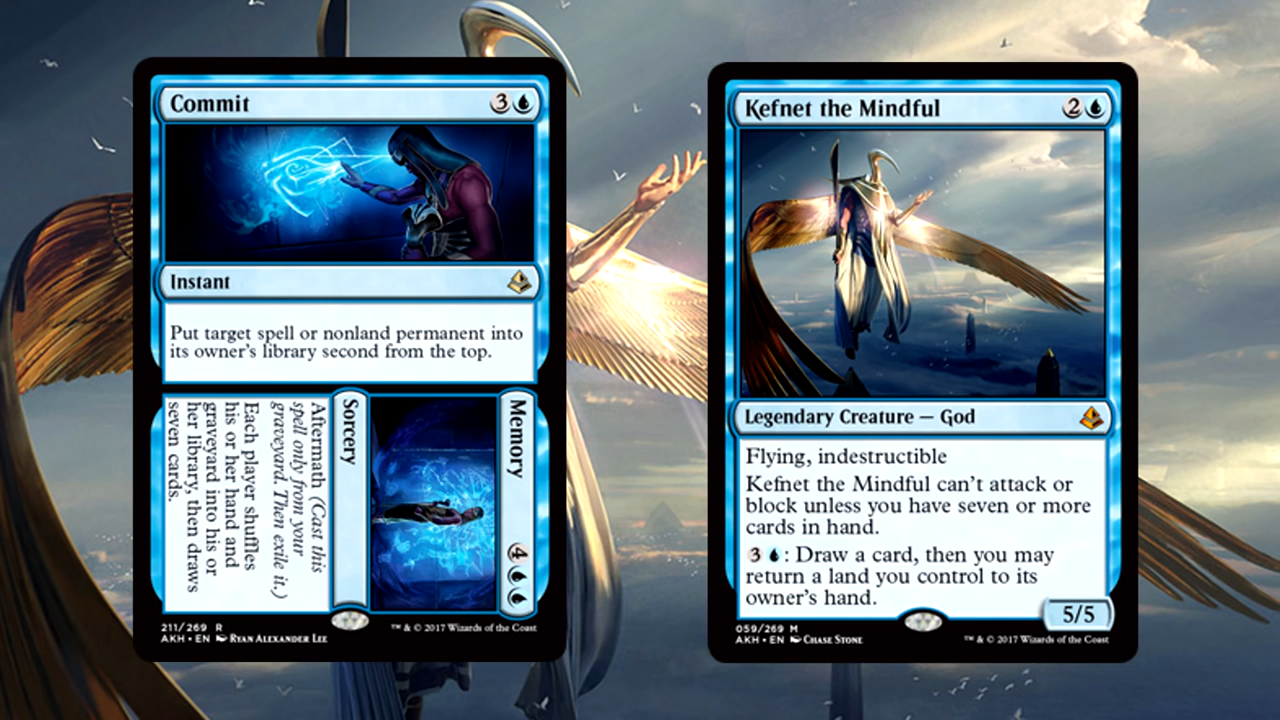 Commit 3
Instant
Put target spell or nonland permanent into
its owner's library second from the top.
Memory 4
Sorcery
Aftermath (Cast this
spell only from your
graveyard. Then exile it.)
Each player shuffles
his or her hand and
graveyard into his or
her library, then draws
seven cards.
211/269 R
AKH • EN Ryan Alexander Lee
™ & © 2017 Wizards of the Coast
Kefnet the Mindful 2
Legendary Creature — God
Flying, indestructible
Kefnet the Mindful can't attack or
block unless you have seven or more
cards in hand.
3 : Draw a card, then you may
return a land you control to its
owner's hand.
5/5
059/269 M
AKH • EN Chase Stone
™ & © 2017 Wizards of the Coast